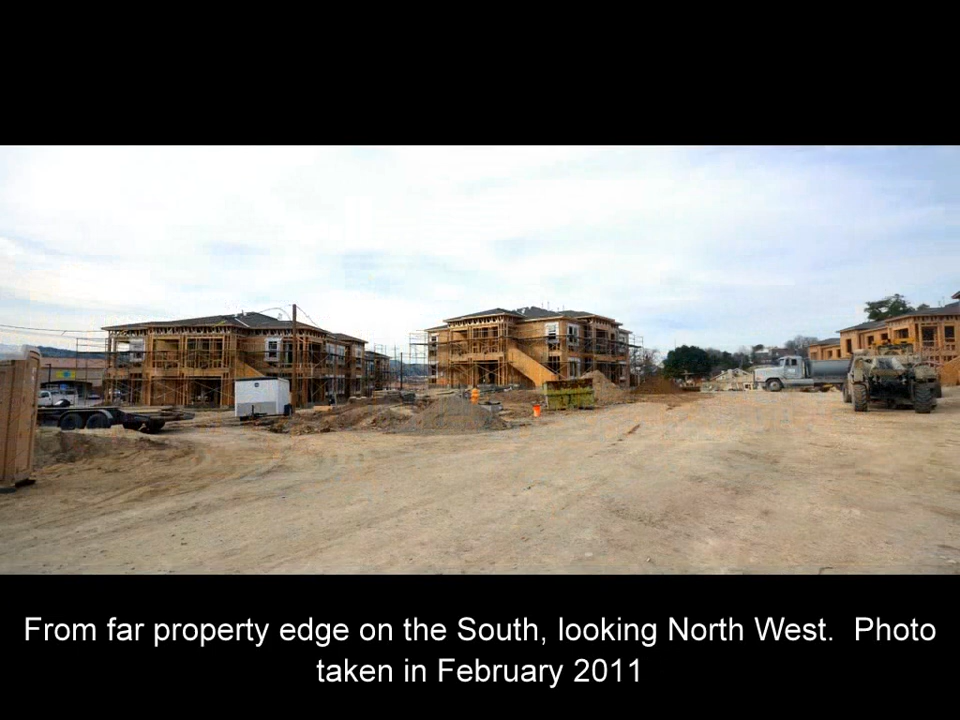 From far property edge on the South, looking North West.  Photo
taken in February 2011